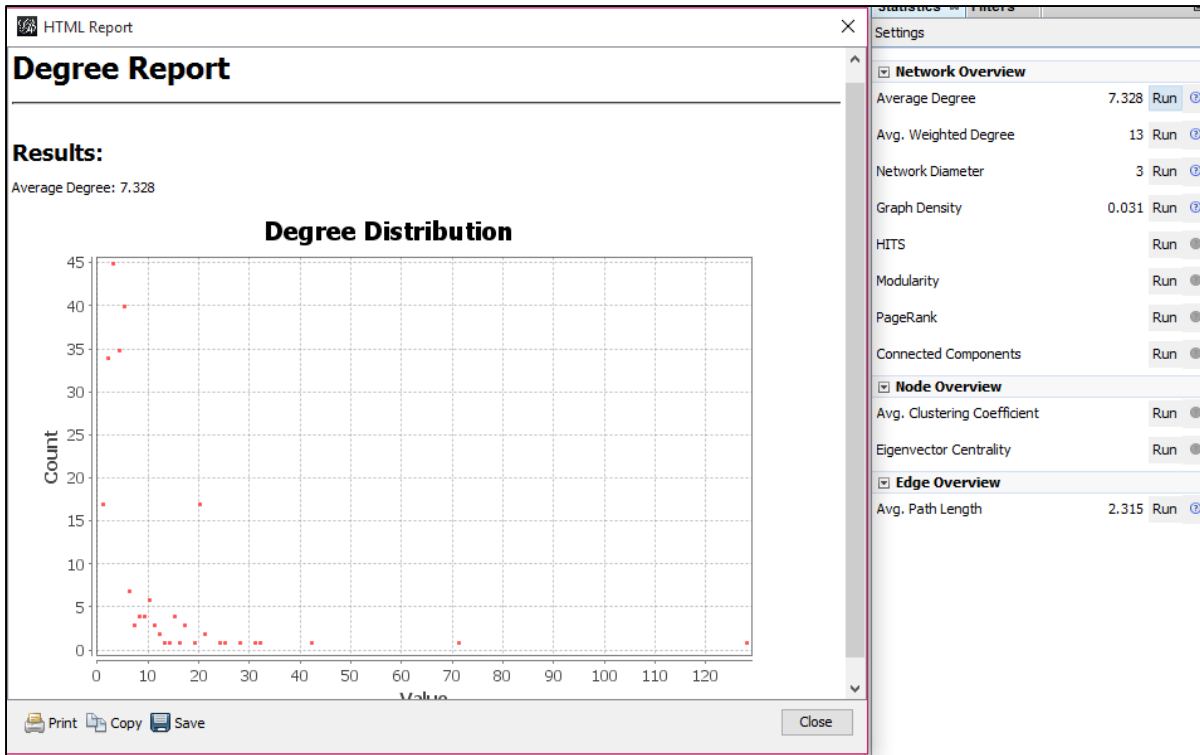 HTML Report
Degree Report
Results:
Average Degree: 7.328
Degree Distribution
45
40
35
30
25
20
15
10
5
0
Count
0 10 20 30 40 50 60 70 80 90 100 110 120
Value
Print Copy Save Close
Statistics Filters
Settings
Network Overview
Average Degree 7.328 Run
Avg. Weighted Degree 13 Run
Network Diameter 3 Run
Graph Density 0.031 Run
HITS Run
Modularity Run
PageRank Run
Connected Components Run
Node Overview
Avg. Clustering Coefficient Run
Eigenvector Centrality Run
Edge Overview
Avg. Path Length 2.315 Run